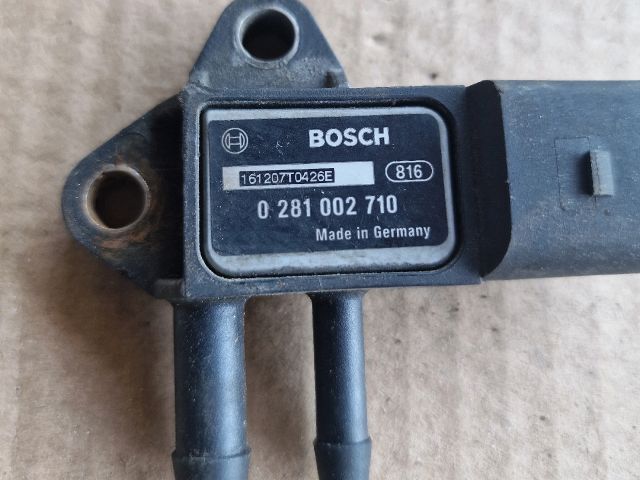 BOSCH
161207T0426E 816
0 281 002 710
Made in Germany